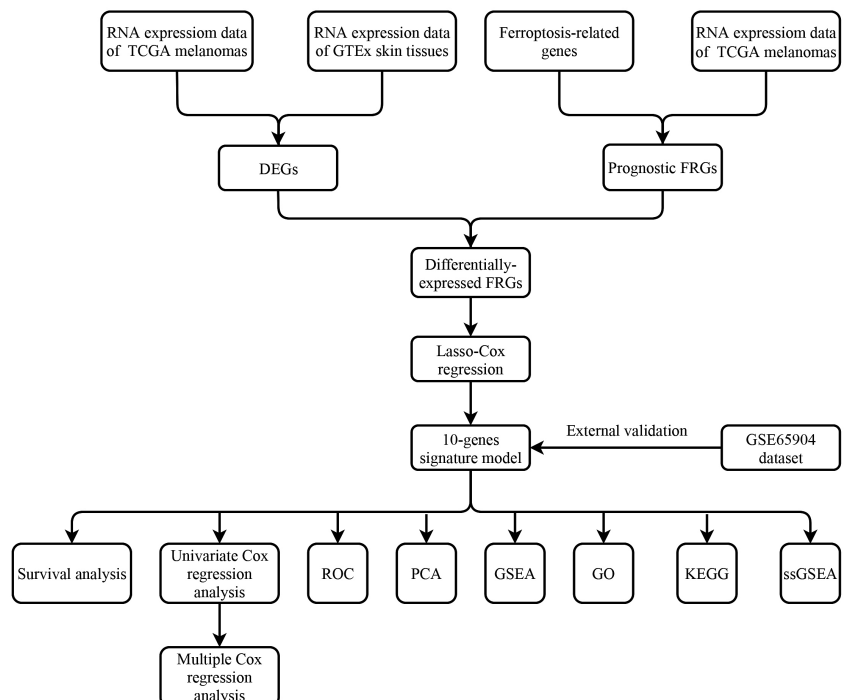 RNA expressiom data
of TCGA melanomas
RNA expression data
of GTEx skin tissues
Ferroptosis-related
genes
RNA expressiom data
of TCGA melanomas
DEGs
Prognostic FRGs
Differentially-
expressed FRGs
Lasso-Cox
regression
10-genes
signature model
External validation
GSE65904
dataset
Survival analysis
Univariate Cox
regression
analysis
ROC
PCA
GSEA
GO
KEGG
ssGSEA
Multiple Cox
regression
analysis